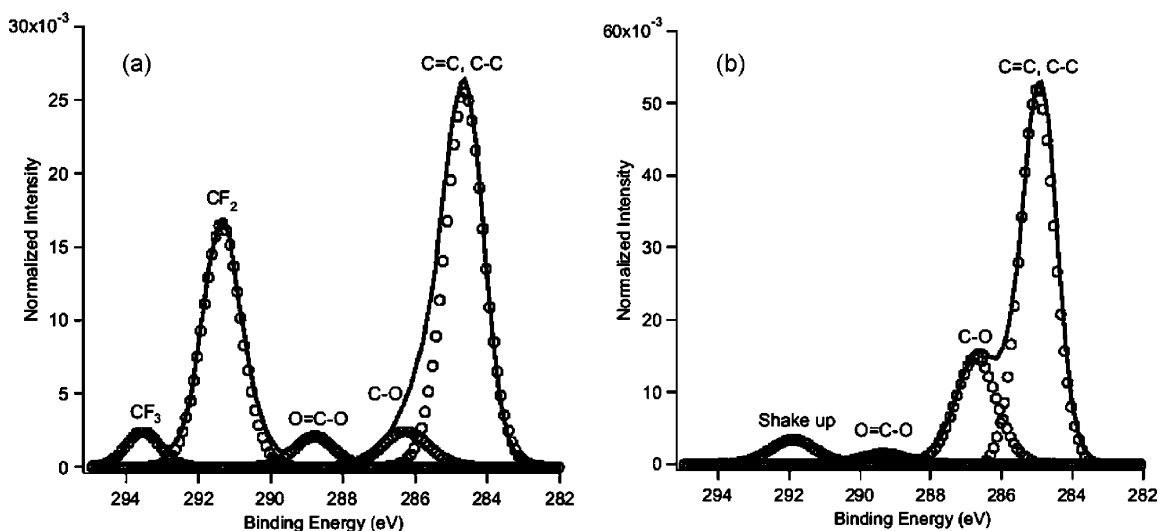 30x10⁻³
(a)
C=C, C-C
25
20
CF₂
15
10
5
CF₃
O=C-O
C-O
0
294
292
290
288
286
284
282
Normalized Intensity
Binding Energy (eV)
60x10⁻³
(b)
C=C, C-C
50
40
30
20
C-O
10
Shake up
O=C-O
0
294
292
290
288
286
284
282
Normalized Intensity
Binding Energy (eV)